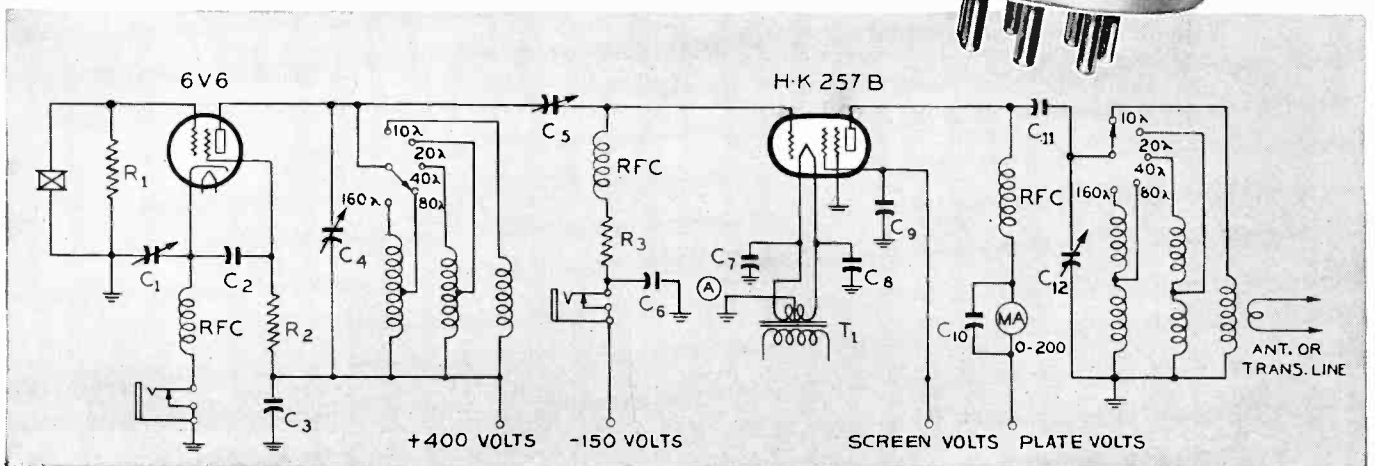 6V6
H-K 257B
R1
C1
C2
RFC
R2
C3
C4
10λ
20λ
40λ
80λ
160λ
C5
RFC
R3
C6
C7
A
C8
T1
C9
C10
MA
0-200
RFC
C11
C12
10λ
20λ
40λ
80λ
160λ
ANT. OR
TRANS. LINE
+400 VOLTS
-150 VOLTS
SCREEN VOLTS
PLATE VOLTS